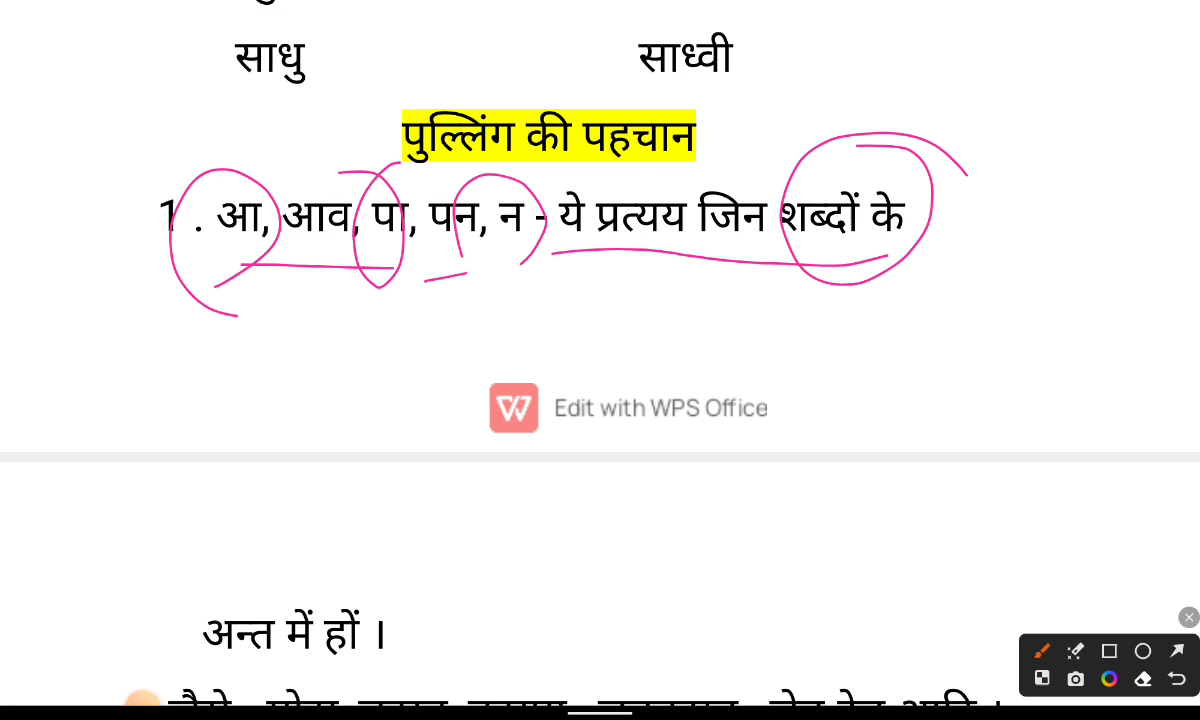 साधु साध्वी
पुल्लिंग की पहचान
1 . आ, आव, पा, पन, न - ये प्रत्यय जिन शब्दों के
Edit with WPS Office
अन्त में हों ।